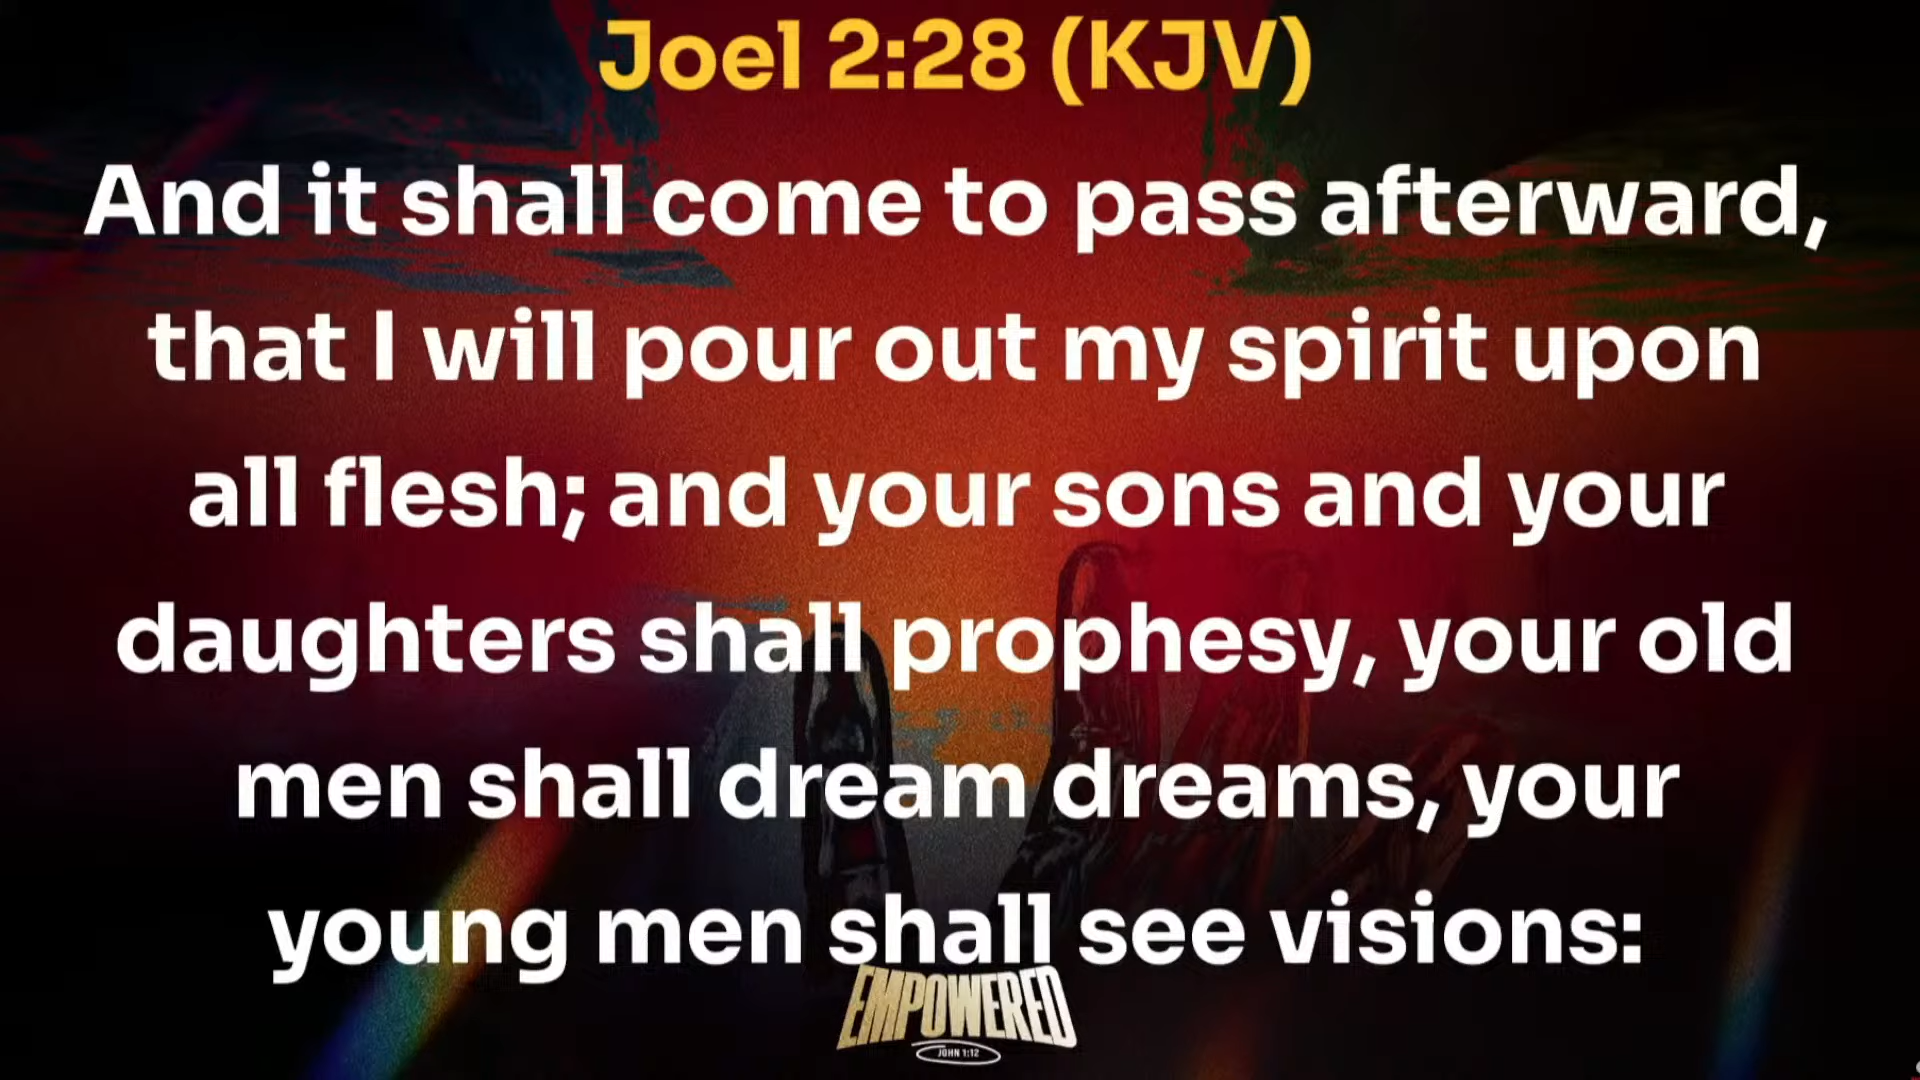 Joel 2:28 (KJV)
And it shall come to pass afterward,
that I will pour out my spirit upon
all flesh; and your sons and your
daughters shall prophesy, your old
men shall dream dreams, your
young men shall see visions:
EMPOWERED
JOHN 1:12